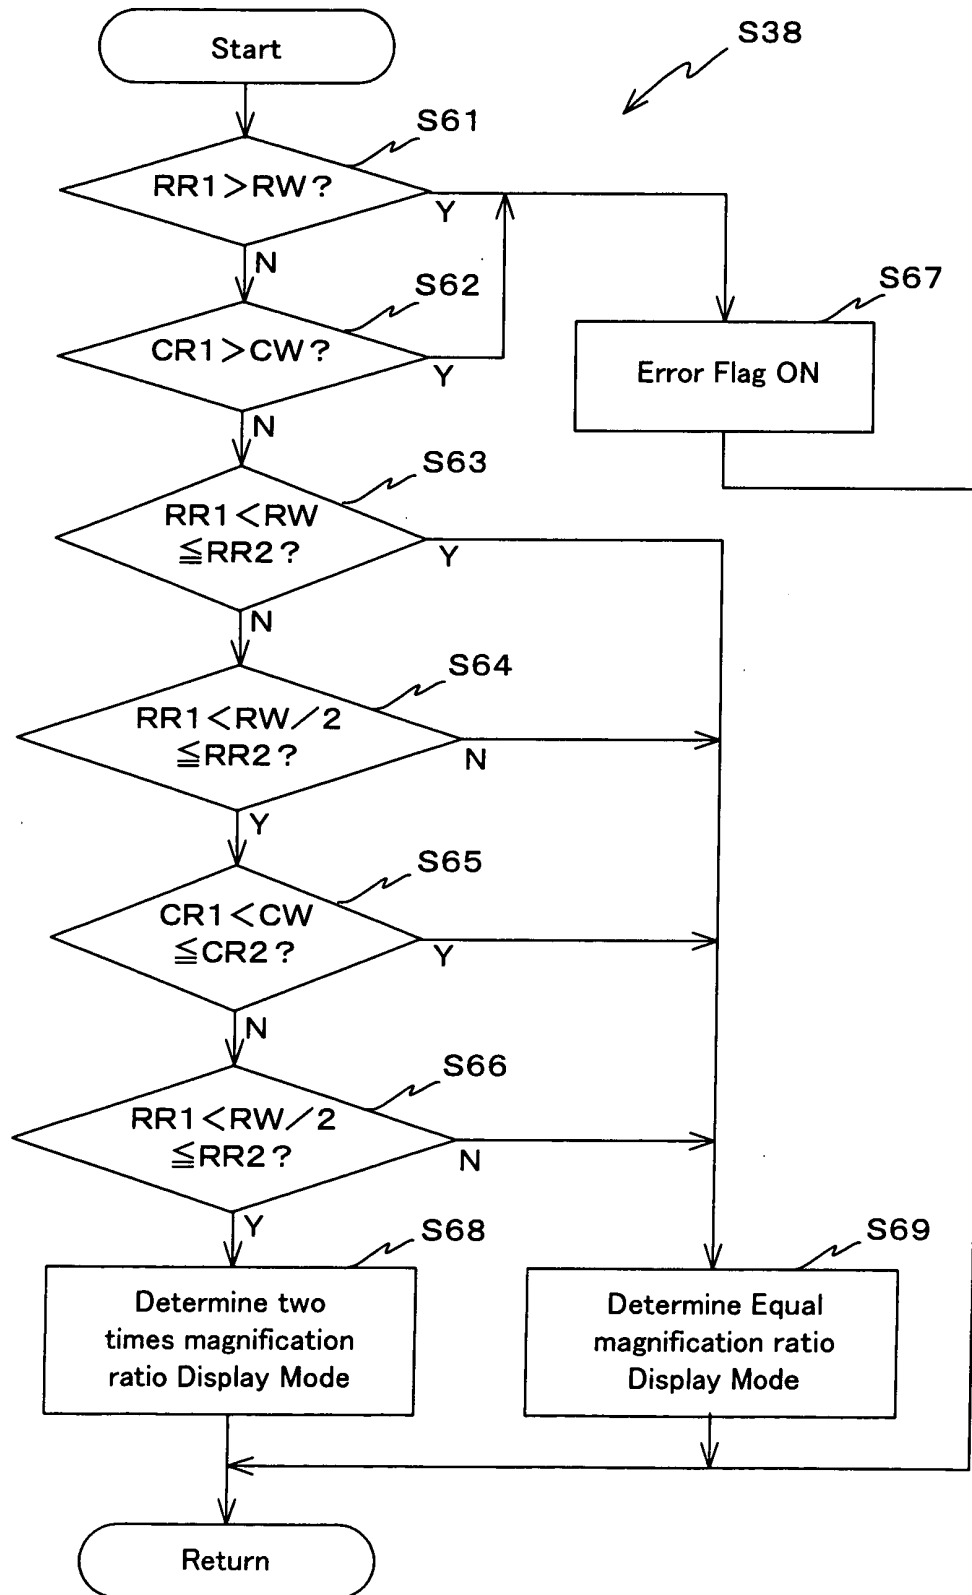 Start
S38
S61
RR1>RW?
Y
N
S62
CR1>CW?
Y
N
S67
Error Flag ON
S63
RR1<RW
≦RR2?
Y
N
S64
RR1<RW/2
≦RR2?
N
Y
S65
CR1<CW
≦CR2?
Y
N
S66
RR1<RW/2
≦RR2?
N
Y
S68
Determine two
times magnification
ratio Display Mode
S69
Determine Equal
magnification ratio
Display Mode
Return